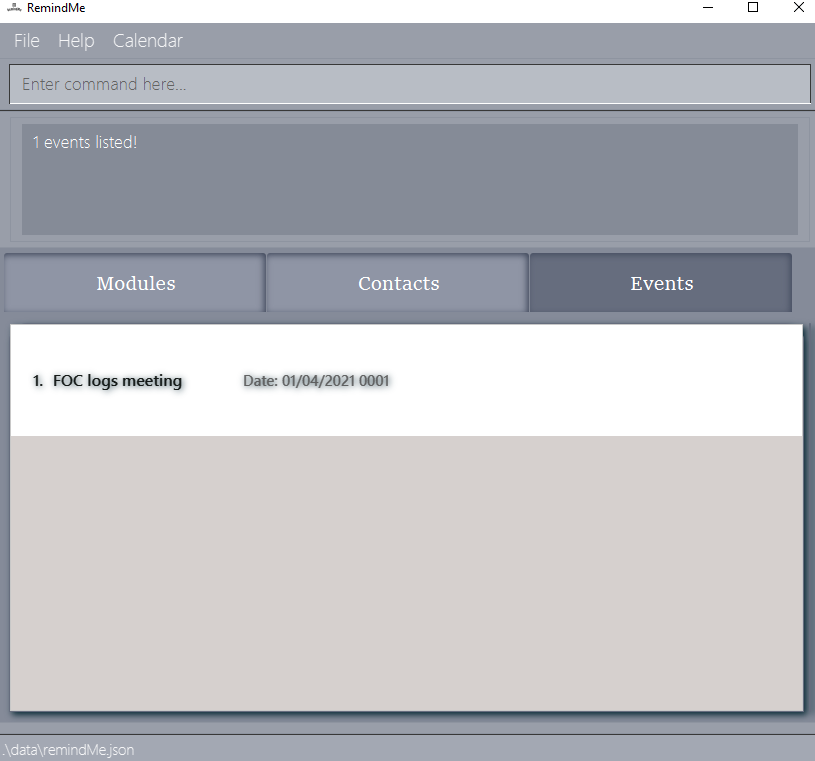 RemindMe
File Help Calendar
Enter command here...
1 events listed!
Modules Contacts Events
1. FOC logs meeting Date: 01/04/2021 0001
.\data\remindMe.json